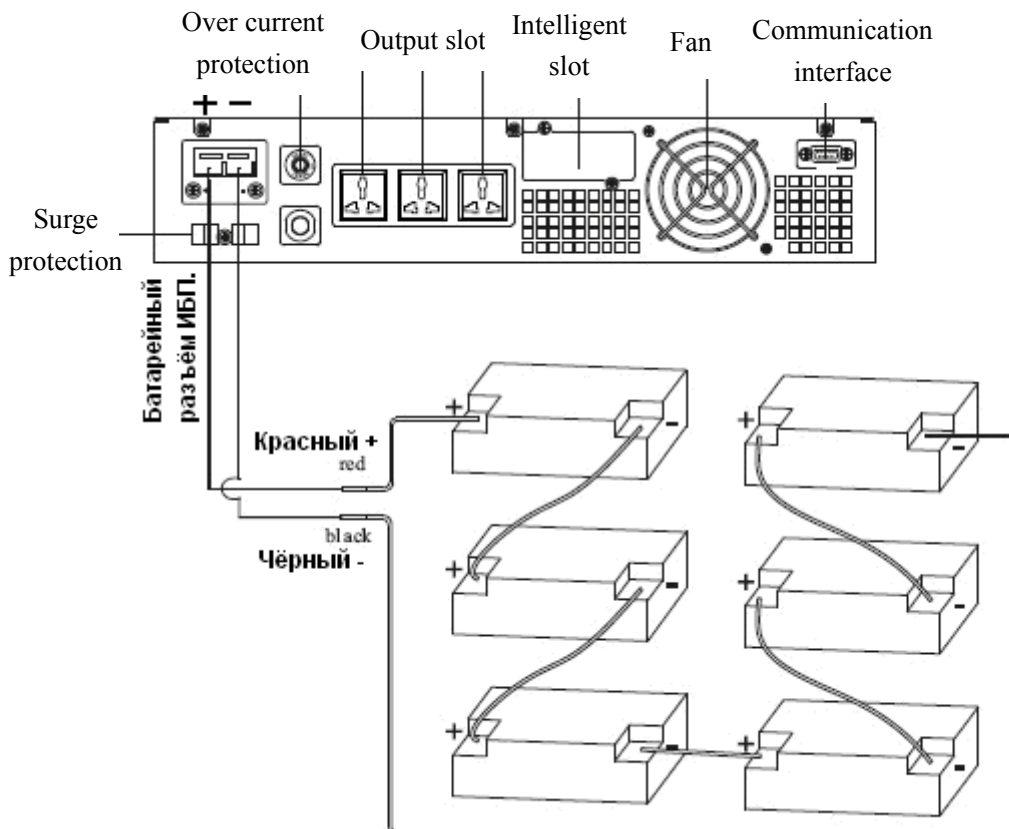 Over current
protection
Output slot
Intelligent
slot
Fan
Communication
interface
+ −
Surge
protection
Батарейный
разъём ИБП.
Красный +
red
black
Чёрный -
+ -
+ -
+ -
+ -
+ -
+ -